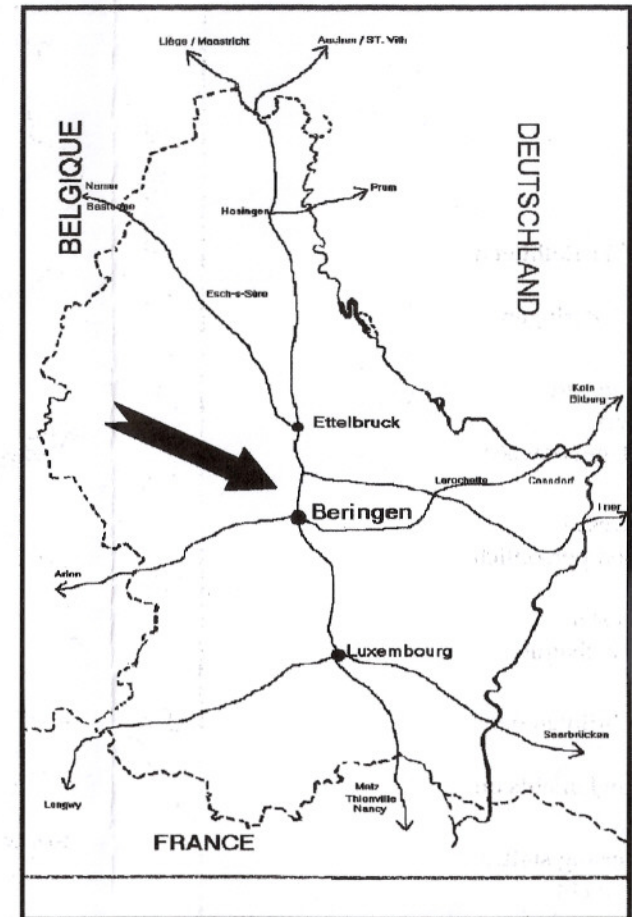 Liège / Maastricht
Aachen / ST. Vith
BELGIQUE
DEUTSCHLAND
Namur
Bastogne
Hosingen
Prum
Esch-s-Sûre
Koln
Bitburg
Ettelbruck
Larochette
Consdorf
Trier
Beringen
Arlon
Luxembourg
Saarbrücken
Longwy
Metz
Thionville
Nancy
FRANCE